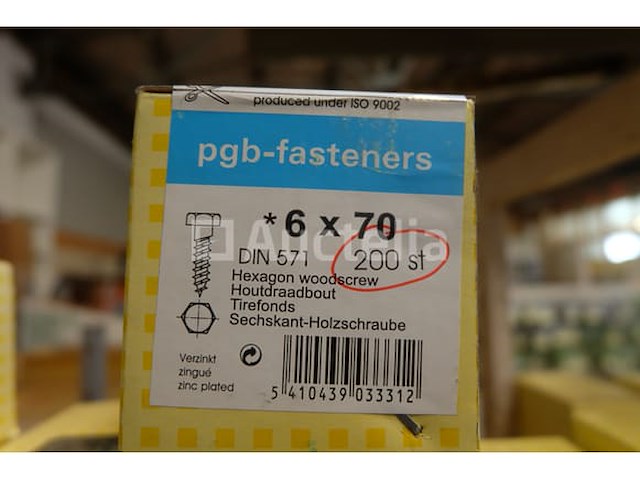 produced under ISO 9002
pgb-fasteners
* 6 x 70
Auctelia
DIN 571 200 st
Hexagon woodscrew
Houtdraadbout
Tirefonds
Sechskant-Holzschraube
Verzinkt
zingué
zinc plated
5 410439 033312